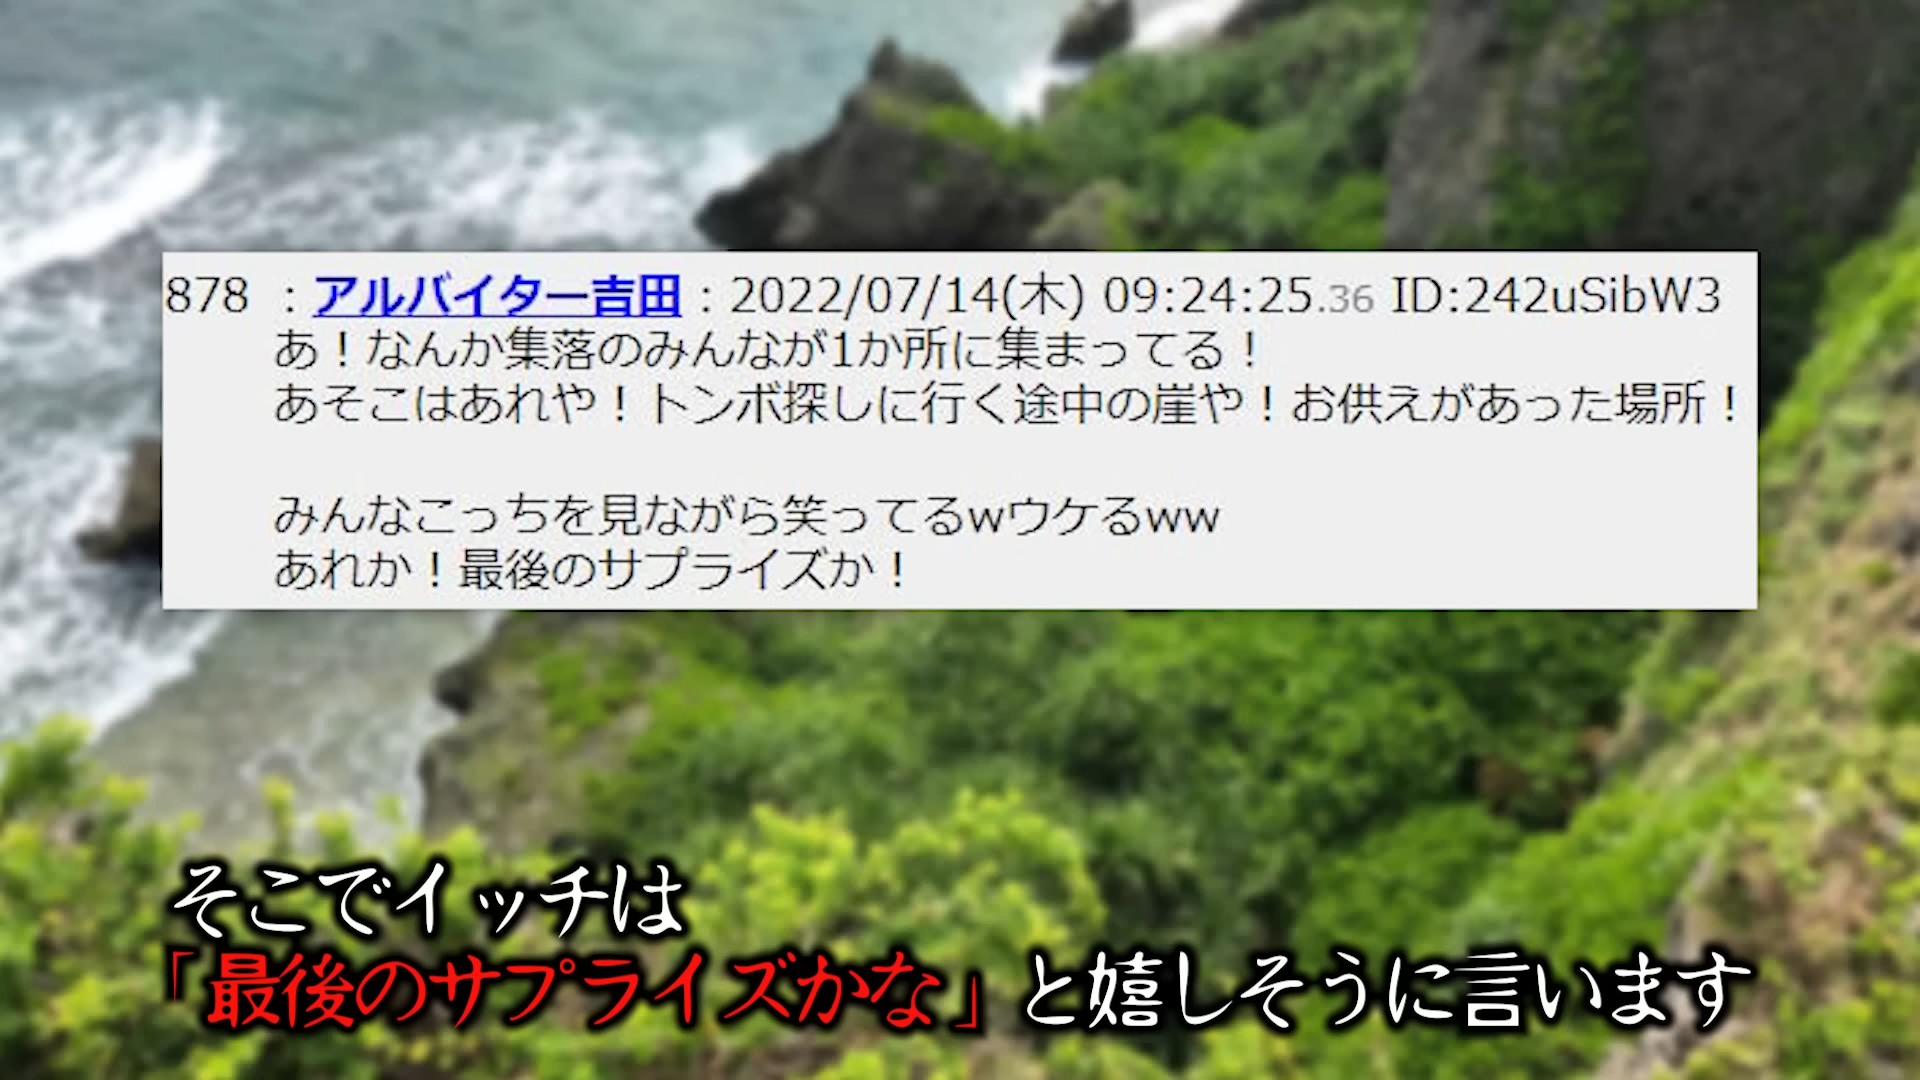 878 : アルバイター吉田 : 2022/07/14(木) 09:24:25.36 ID:242uSibW3
あ！なんか集落のみんなが1か所に集まってる！
あそこはあれや！トンボ探しに行く途中の崖や！お供えがあった場所！
みんなこっちを見ながら笑ってるwウケるww
あれか！最後のサプライズか！
そこでイッチは
「最後のサプライズかな」と嬉しそうに言います